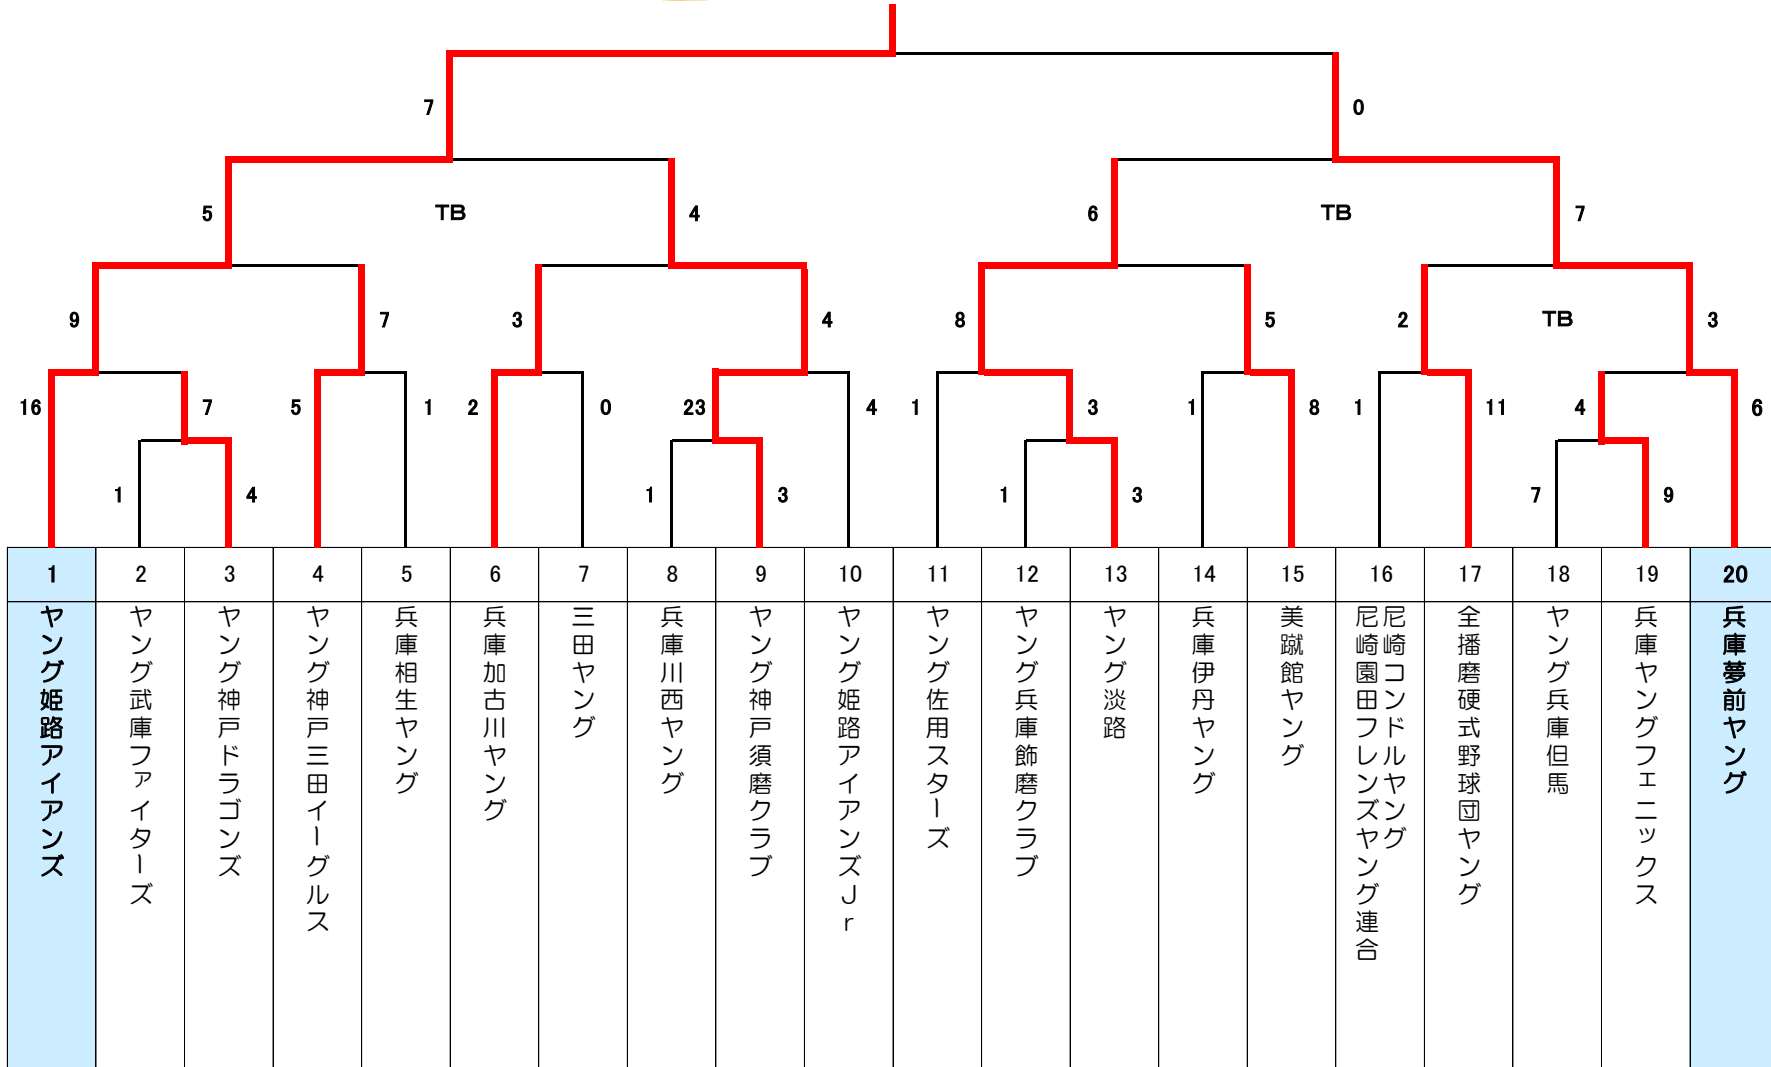 7 0
5 TB 4 6 TB 7
9 7 3 4 8 5 2 TB 3
16 7 5 1 2 0 23 4 1 3 1 8 1 11 4 6
1 4 1 3 1 3 7 9
1 2 3 4 5 6 7 8 9 10 11 12 13 14 15 16 17 18 19 20
ヤング姫路アイアンズ
ヤング武庫ファイターズ
ヤング神戸ドラゴンズ
ヤング神戸三田イーグルス
兵庫相生ヤング
兵庫加古川ヤング
三田ヤング
兵庫川西ヤング
ヤング神戸須磨クラブ
ヤング姫路アイアンズJr
ヤング佐用スターズ
ヤング兵庫飾磨クラブ
ヤング淡路
兵庫伊丹ヤング
美蹴館ヤング
尼崎コンドルヤング
尼崎園田フレンズヤング連合
全播磨硬式野球団ヤング
ヤング兵庫但馬
兵庫ヤングフェニックス
兵庫夢前ヤング